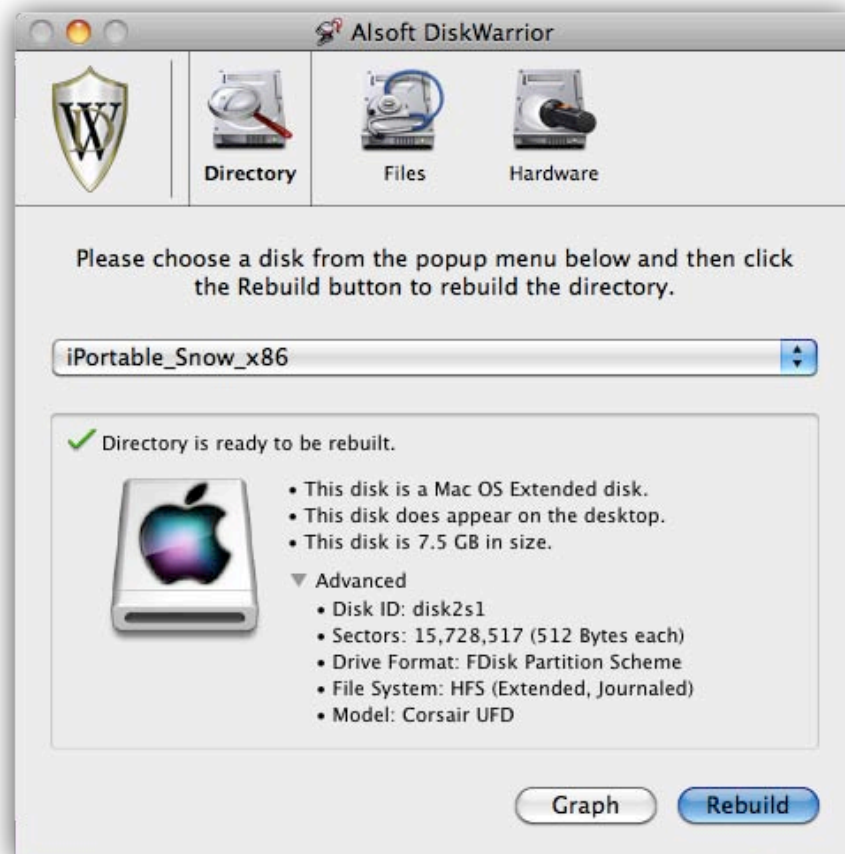 Alsoft DiskWarrior
DW
Directory
Files
Hardware
Please choose a disk from the popup menu below and then click
the Rebuild button to rebuild the directory.
iPortable_Snow_x86
Directory is ready to be rebuilt.
• This disk is a Mac OS Extended disk.
• This disk does appear on the desktop.
• This disk is 7.5 GB in size.
Advanced
• Disk ID: disk2s1
• Sectors: 15,728,517 (512 Bytes each)
• Drive Format: FDisk Partition Scheme
• File System: HFS (Extended, Journaled)
• Model: Corsair UFD
Graph
Rebuild